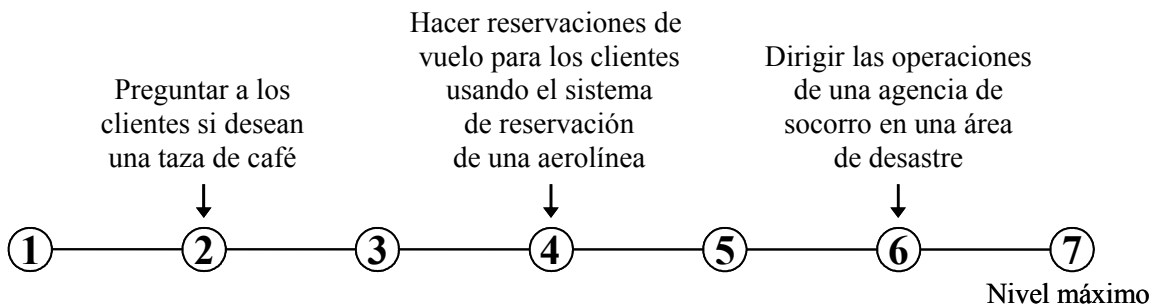 Preguntar a los
clientes si desean
una taza de café
Hacer reservaciones de
vuelo para los clientes
usando el sistema
de reservación
de una aerolínea
Dirigir las operaciones
de una agencia de
socorro en una área
de desastre
1 2 3 4 5 6 7
Nivel máximo